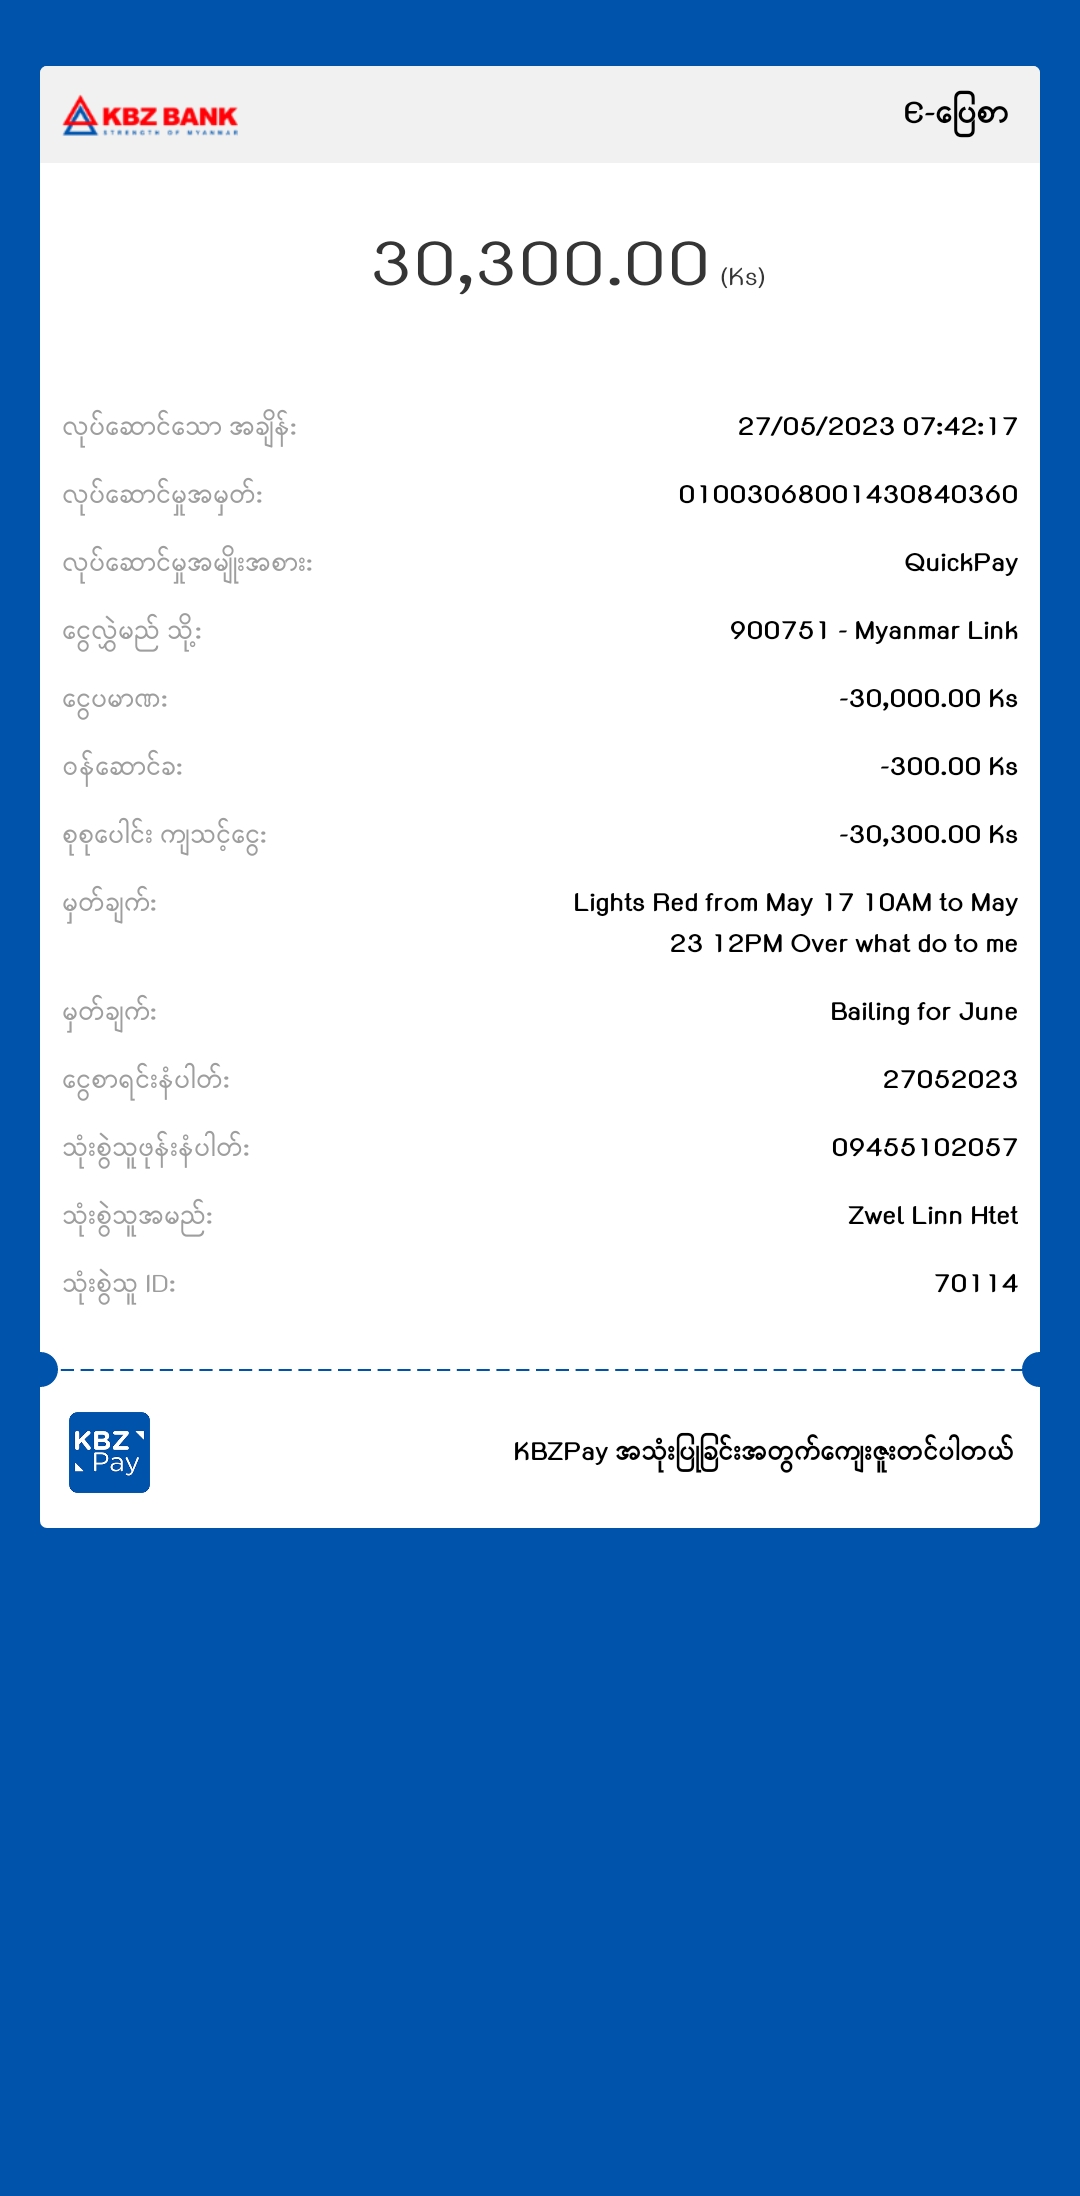 KBZ BANK
STRENGTH OF MYANMAR
E-ပြေစာ
30,300.00 (Ks)
လုပ်ဆောင်သော အချိန်: 27/05/2023 07:42:17
လုပ်ဆောင်မှုအမှတ်: 01003068001430840360
လုပ်ဆောင်မှုအမျိုးအစား: QuickPay
ငွေလွှဲမည် သို့: 900751 - Myanmar Link
ငွေပမာဏ: -30,000.00 Ks
ဝန်ဆောင်ခ: -300.00 Ks
စုစုပေါင်း ကျသင့်ငွေ: -30,300.00 Ks
မှတ်ချက်: Lights Red from May 17 10AM to May
23 12PM Over what do to me
မှတ်ချက်: Bailing for June
ငွေစာရင်းနံပါတ်: 27052023
သုံးစွဲသူဖုန်းနံပါတ်: 09455102057
သုံးစွဲသူအမည်: Zwel Linn Htet
သုံးစွဲသူ ID: 70114
KBZ
Pay
KBZPay အသုံးပြုခြင်းအတွက်ကျေးဇူးတင်ပါတယ်